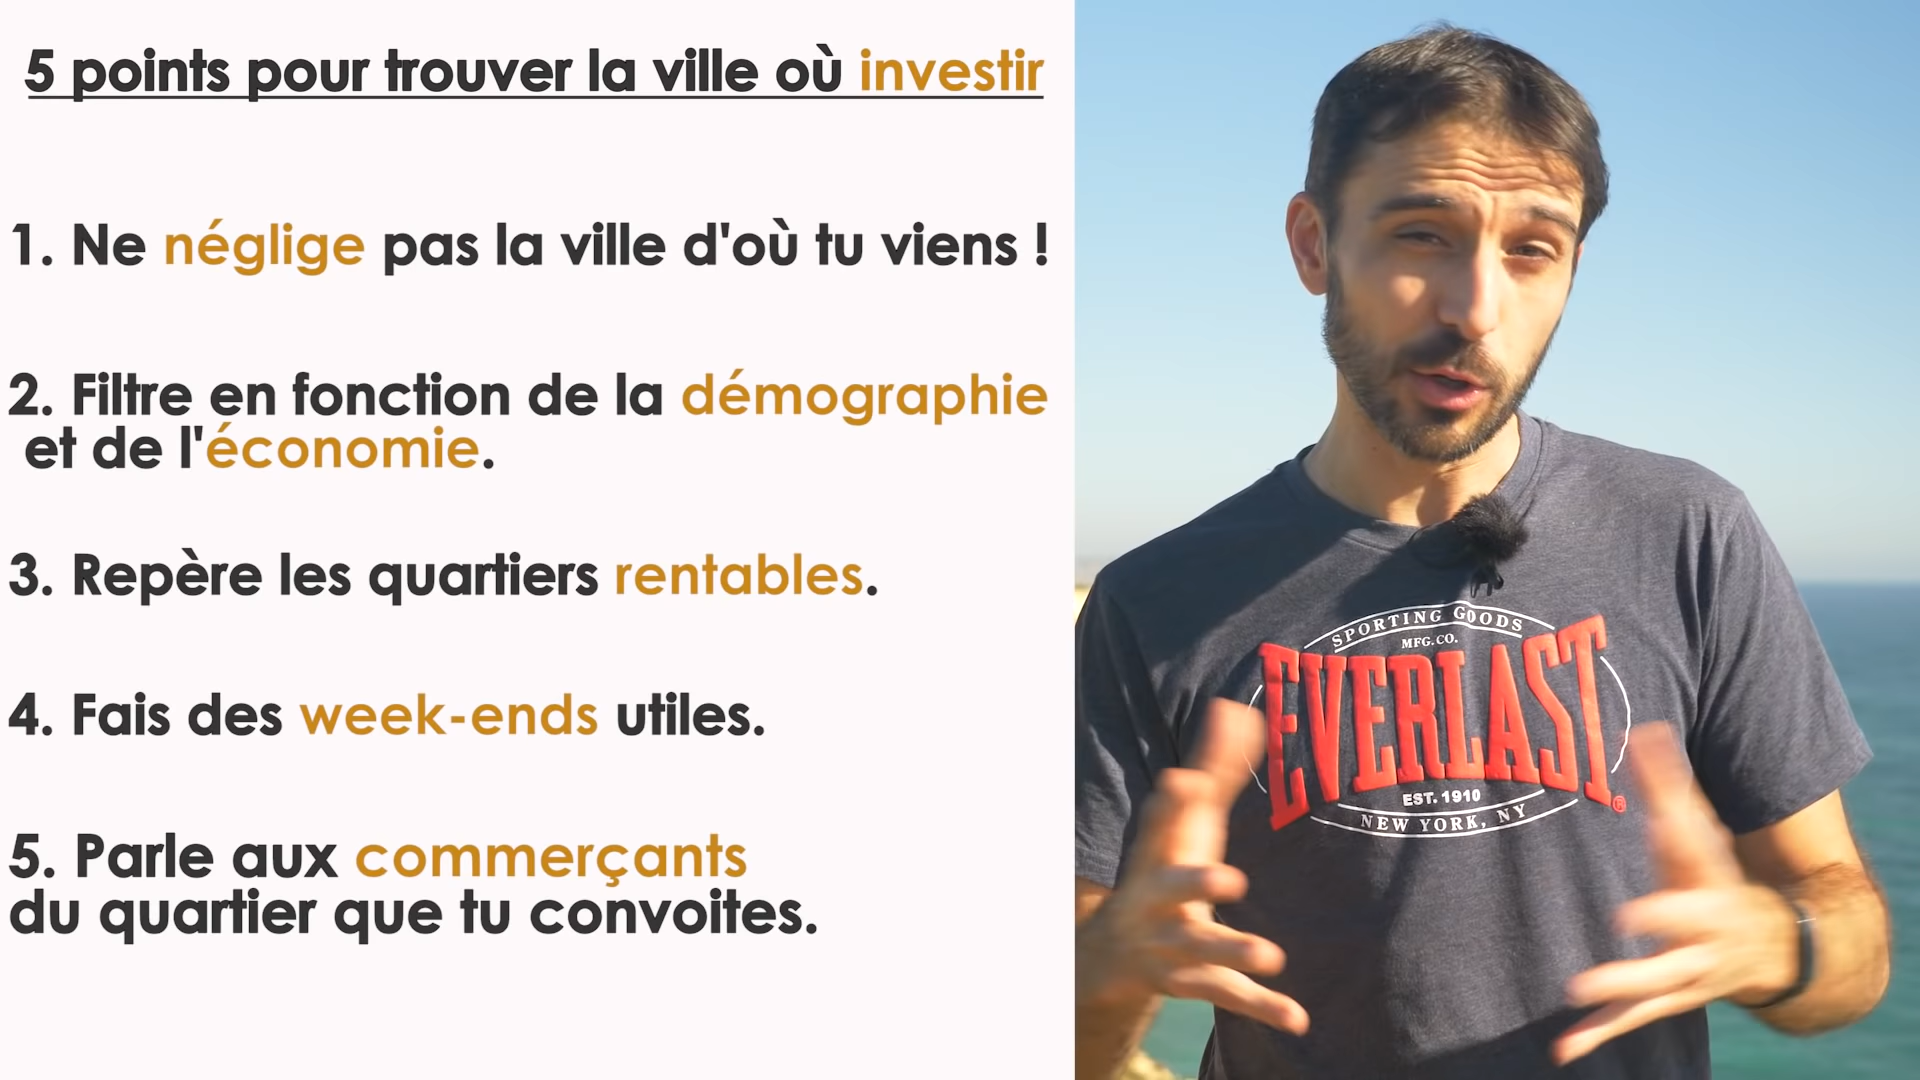 5 points pour trouver la ville où investir
1. Ne néglige pas la ville d'où tu viens !
2. Filtre en fonction de la démographie
et de l'économie.
3. Repère les quartiers rentables.
4. Fais des week-ends utiles.
5. Parle aux commerçants
du quartier que tu convoites.
SPORTING GOODS
MFG. CO.
EVERLAST®
EST. 1910
NEW YORK, NY